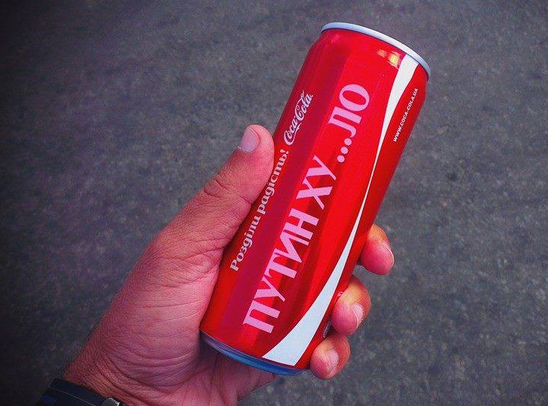 Розділи радість!
Coca-Cola
ПУТИН ХУ ...ЛО
www.coca-cola.ua